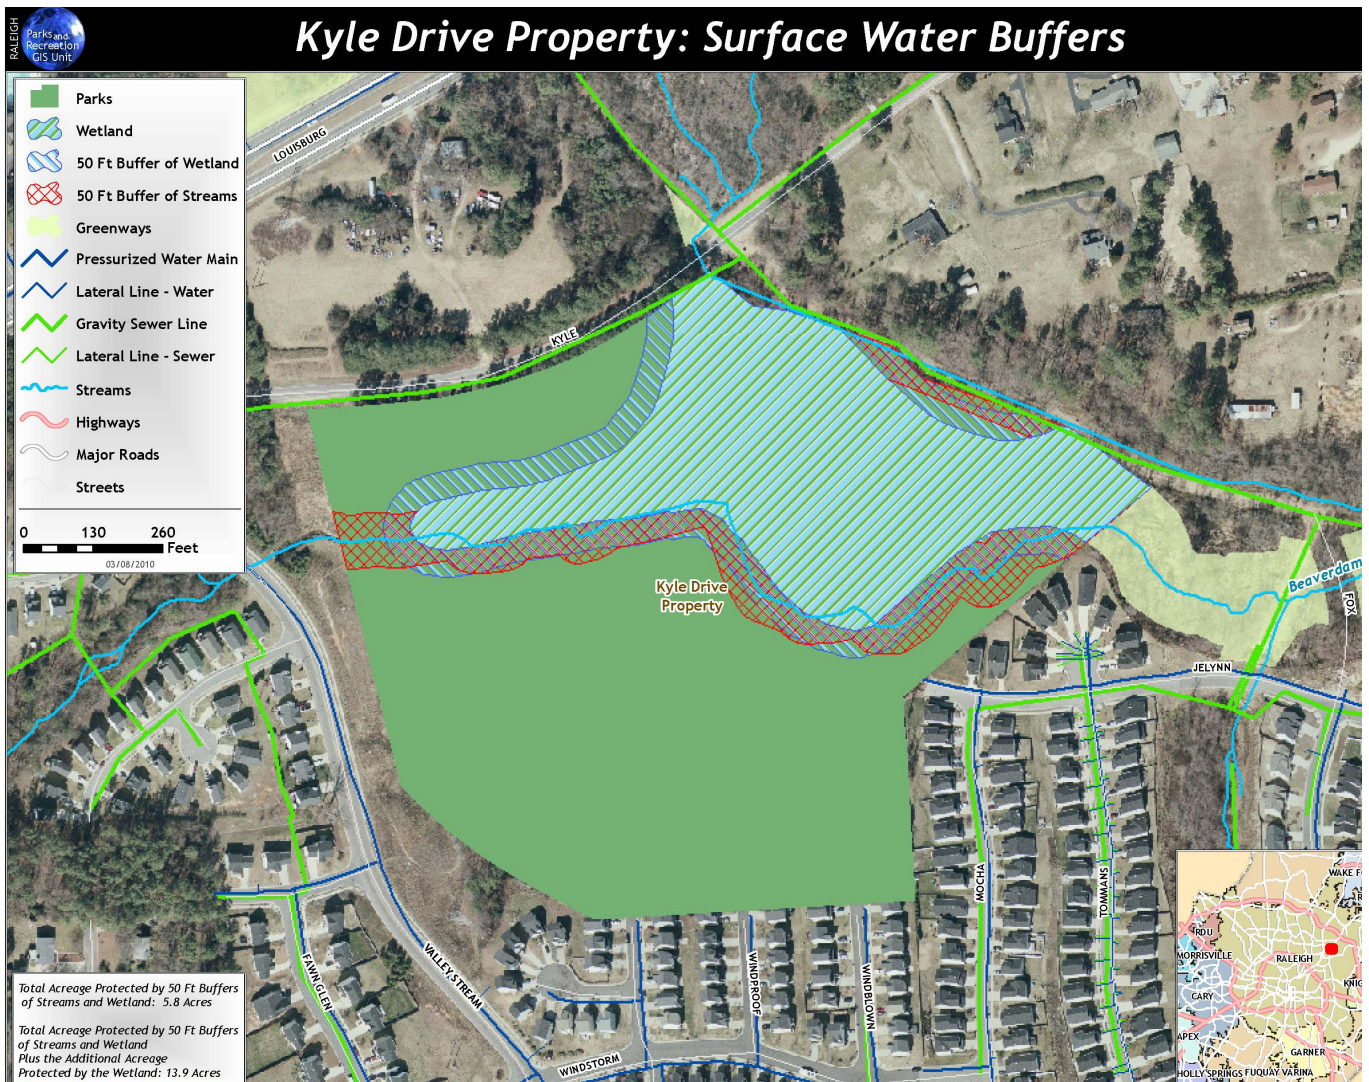 RALEIGH
Parks and
Recreation
GIS Unit
Kyle Drive Property: Surface Water Buffers
Parks
Wetland
50 Ft Buffer of Wetland
50 Ft Buffer of Streams
Greenways
Pressurized Water Main
Lateral Line - Water
Gravity Sewer Line
Lateral Line - Sewer
Streams
Highways
Major Roads
Streets
0 130 260
Feet
03/08/2010
LOUISBURG
KYLE
Kyle Drive
Property
Beaverdam
FOX
JELYNN
MOCHA
TOMMANS
FAWN GLEN
VALLEY STREAM
WINDPROOF
WINDBLOWN
WINDSTORM
Total Acreage Protected by 50 Ft Buffers
of Streams and Wetland: 5.8 Acres
Total Acreage Protected by 50 Ft Buffers
of Streams and Wetland
Plus the Additional Acreage
Protected by the Wetland: 13.9 Acres
WAKE F
RDU
MORRISVILLE
RALEIGH
KNIG
CARY
APEX
GARNER
HOLLY SPRINGS
FUQUAY VARINA